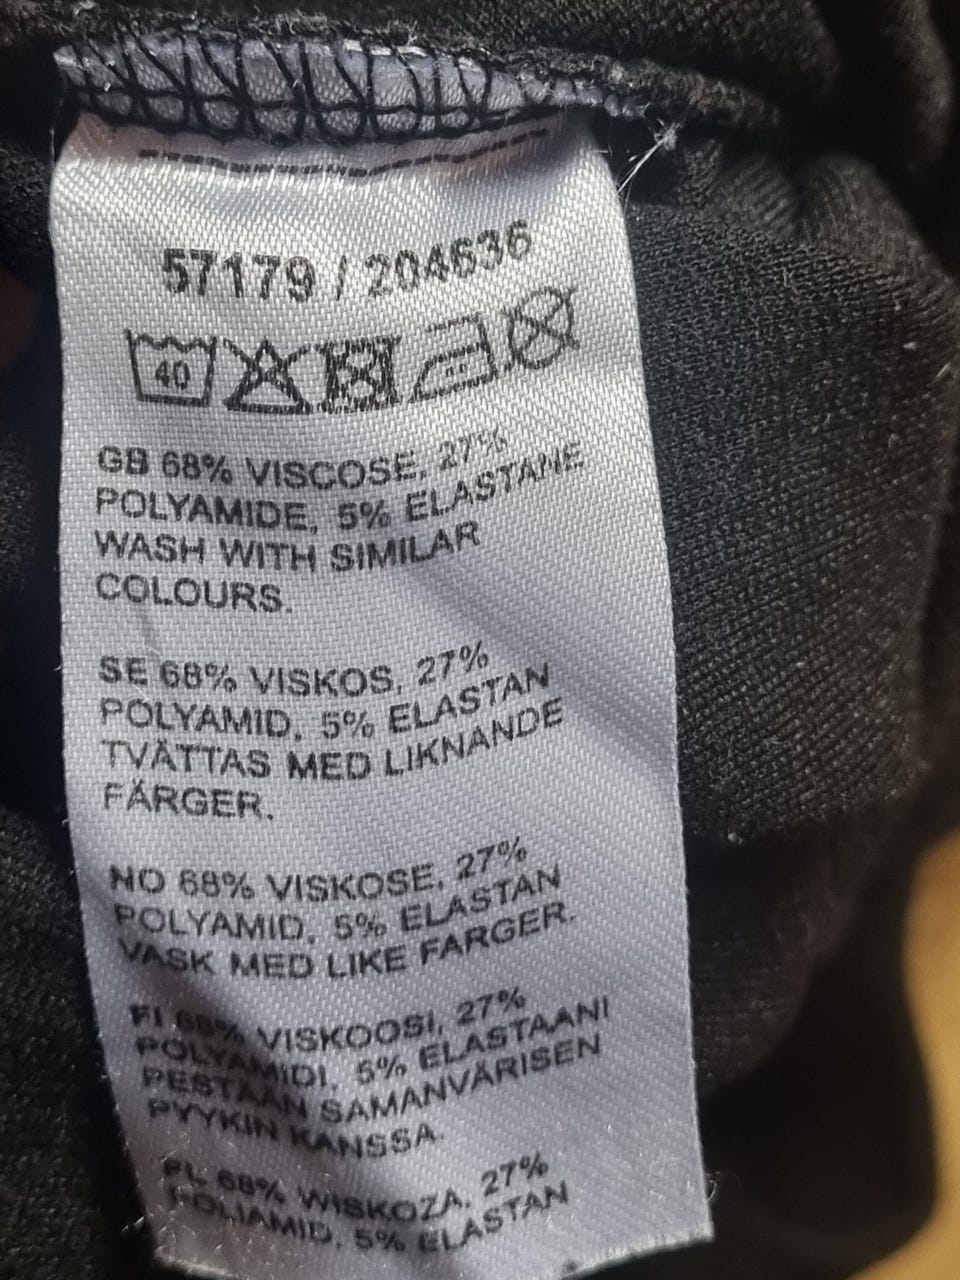 57179 / 204636
40
GB 68% VISCOSE, 27%
POLYAMIDE, 5% ELASTANE
WASH WITH SIMILAR
COLOURS.
SE 68% VISKOS, 27%
POLYAMID, 5% ELASTAN
TVÄTTAS MED LIKNANDE
FÄRGER.
NO 68% VISKOSE, 27%
POLYAMID, 5% ELASTAN
VASK MED LIKE FARGER.
FI 68% VISKOOSI, 27%
POLYAMIDI, 5% ELASTAANI
PESTÄÄN SAMANVÄRISEN
PYYKIN KANSSA.
PL 68% WISKOZA, 27%
POLIAMID, 5% ELASTAN